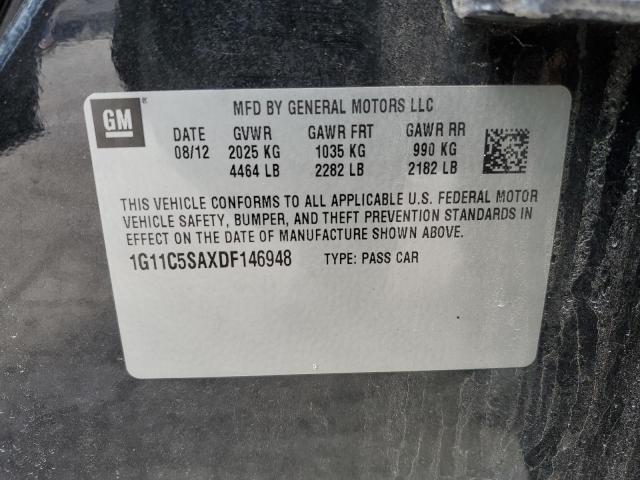 GM
MFD BY GENERAL MOTORS LLC
DATE GVWR GAWR FRT GAWR RR
08/12 2025 KG 1035 KG 990 KG
4464 LB 2282 LB 2182 LB
THIS VEHICLE CONFORMS TO ALL APPLICABLE U.S. FEDERAL MOTOR
VEHICLE SAFETY, BUMPER, AND THEFT PREVENTION STANDARDS IN
EFFECT ON THE DATE OF MANUFACTURE SHOWN ABOVE.
1G11C5SAXDF146948 TYPE: PASS CAR